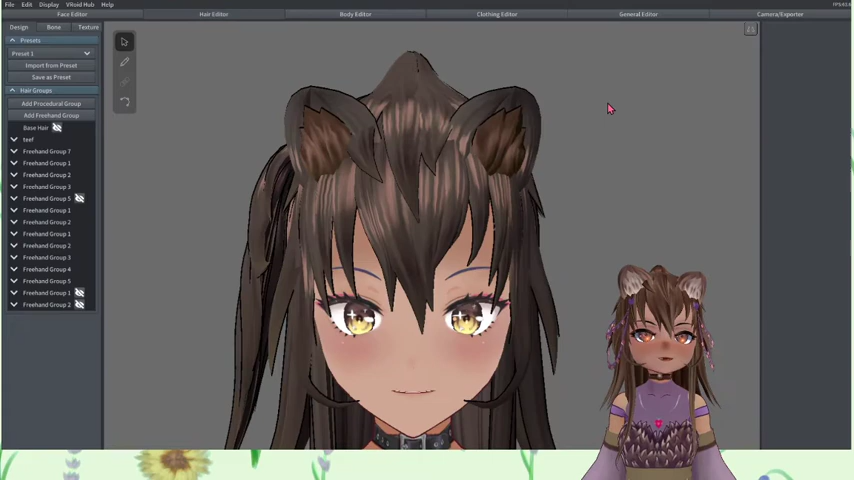 File Edit Display VRoid Hub Help
Face Editor Hair Editor Body Editor Clothing Editor General Editor Camera/Exporter
Design Bone Texture
Presets
Preset 1
Import from Preset
Save as Preset
Hair Groups
Add Procedural Group
Add Freehand Group
Base Hair
teef
Freehand Group 7
Freehand Group 1
Freehand Group 2
Freehand Group 3
Freehand Group 5
Freehand Group 1
Freehand Group 2
Freehand Group 1
Freehand Group 2
Freehand Group 3
Freehand Group 4
Freehand Group 5
Freehand Group 1
Freehand Group 2